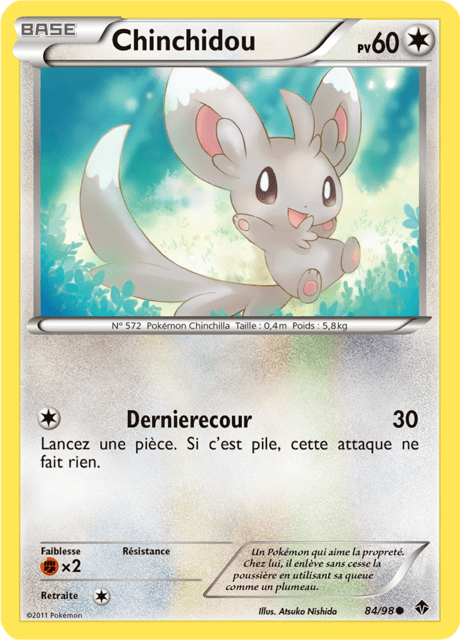 BASE
Chinchidou
PV60
N° 572 Pokémon Chinchilla Taille : 0,4m Poids : 5,8kg
Dernierecour 30
Lancez une pièce. Si c'est pile, cette attaque ne
fait rien.
Faiblesse Résistance
×2
Retraite
Un Pokémon qui aime la propreté.
Chez lui, il enlève sans cesse la
poussière en utilisant sa queue
comme un plumeau.
©2011 Pokémon
Illus. Atsuko Nishida
84/98